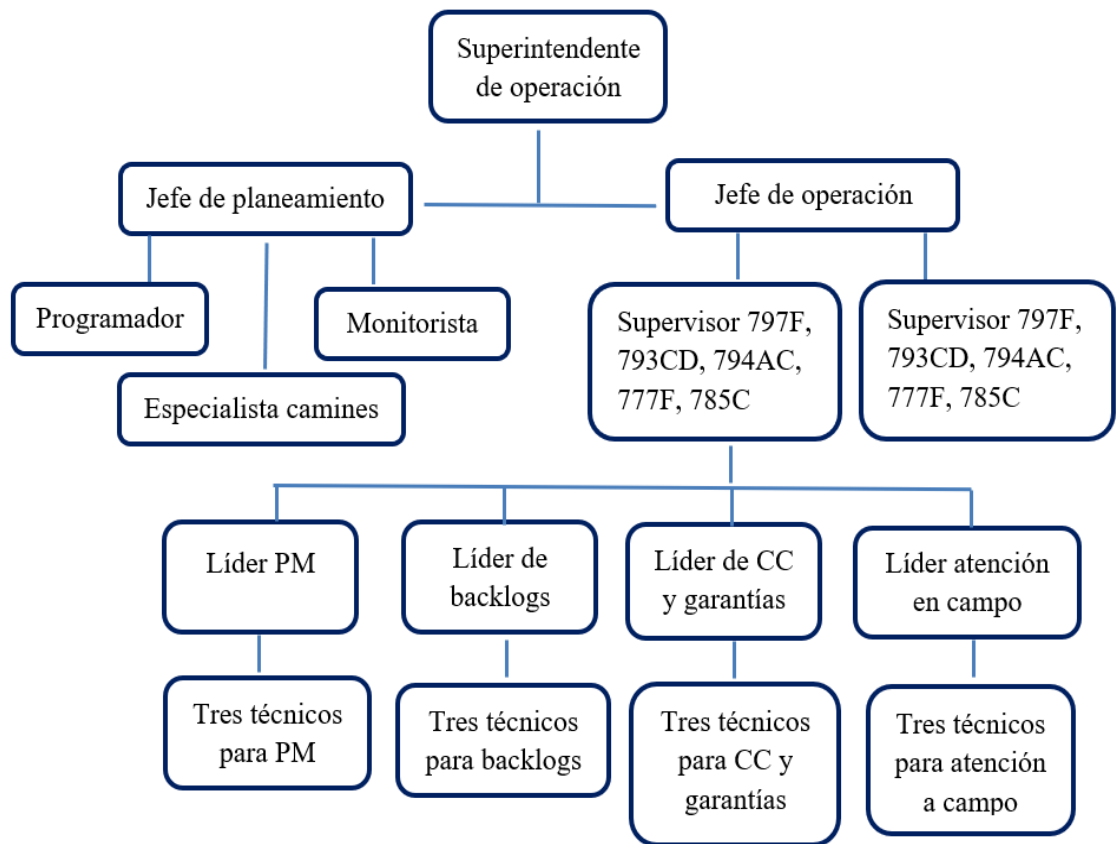 Superintendente
de operación
Jefe de planeamiento
Jefe de operación
Programador
Monitorista
Especialista camines
Supervisor 797F,
793CD, 794AC,
777F, 785C
Supervisor 797F,
793CD, 794AC,
777F, 785C
Líder PM
Líder de
backlogs
Líder de CC
y garantías
Líder atención
en campo
Tres técnicos
para PM
Tres técnicos
para backlogs
Tres técnicos
para CC y
garantías
Tres técnicos
para atención
a campo